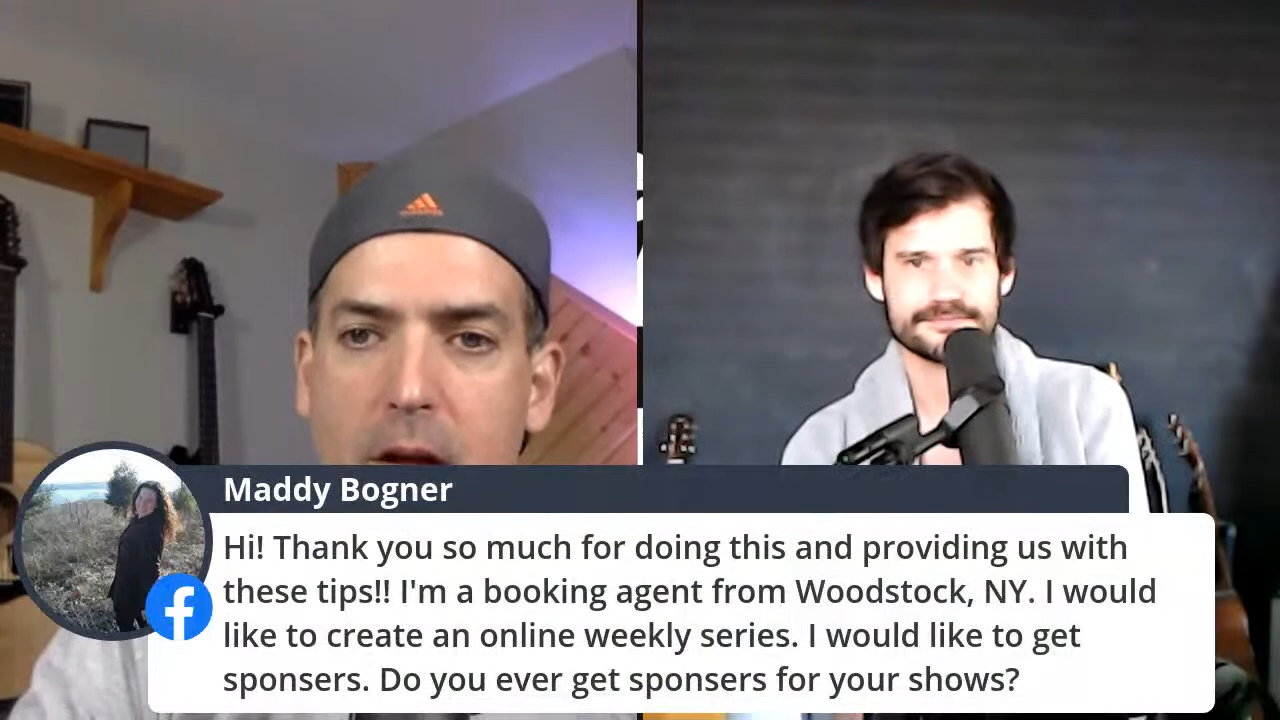 Maddy Bogner
Hi! Thank you so much for doing this and providing us with
these tips!! I'm a booking agent from Woodstock, NY. I would
like to create an online weekly series. I would like to get
sponsers. Do you ever get sponsers for your shows?